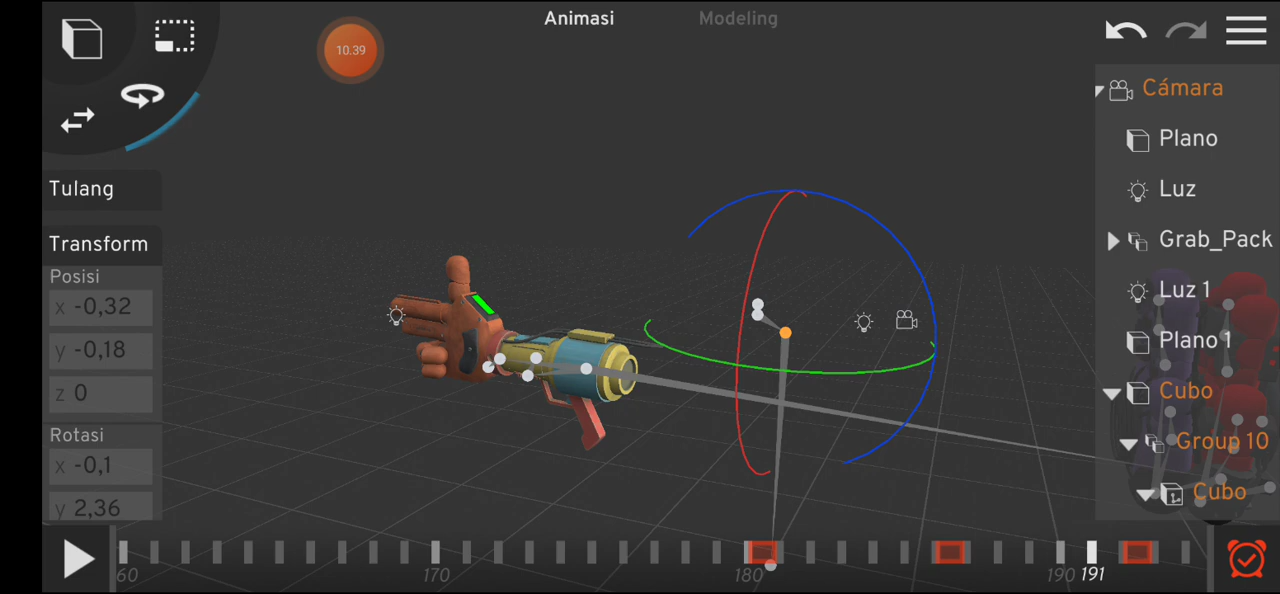 Animasi
Modeling
10.39
Tulang
Transform
Posisi
x -0,32
y -0,18
z 0
Rotasi
x -0,1
y 2,36
Cámara
Plano
Luz
Grab_Pack
Luz 1
Plano 1
Cubo
Group 10
Cubo
60
170
180
190
191